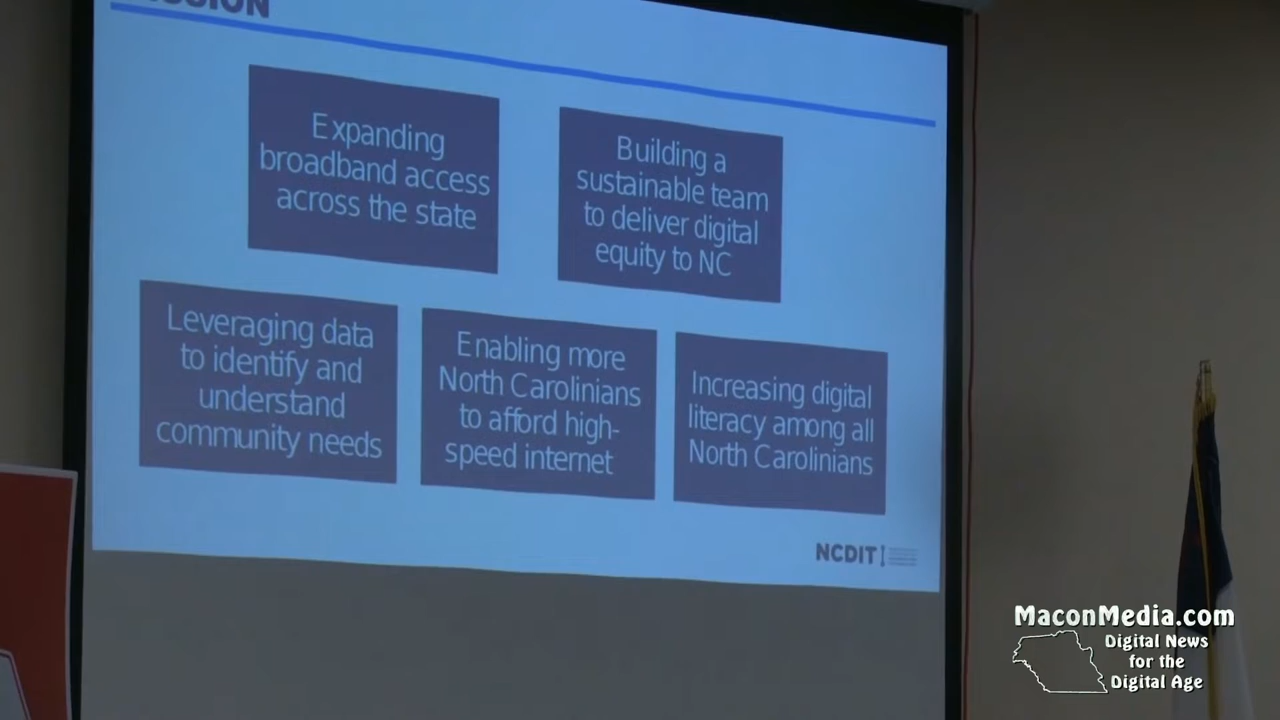 Expanding
broadband access
across the state
Building a
sustainable team
to deliver digital
equity to NC
Leveraging data
to identify and
understand
community needs
Enabling more
North Carolinians
to afford high-
speed internet
Increasing digital
literacy among all
North Carolinians
NCDIT
MaconMedia.com
Digital News
for the
Digital Age